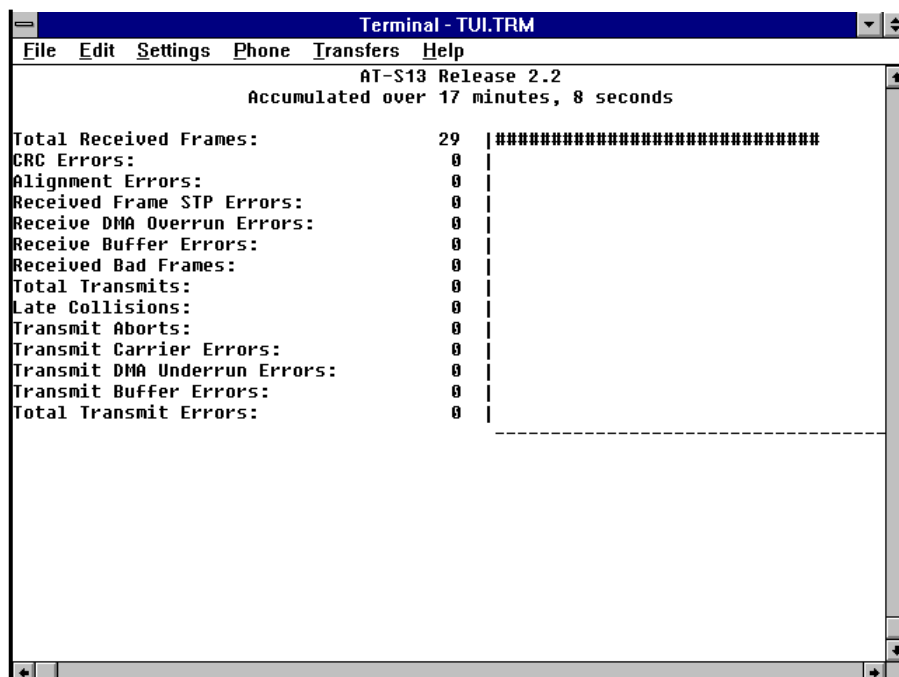 Terminal - TUI.TRM
File Edit Settings Phone Transfers Help
AT-S13 Release 2.2
Accumulated over 17 minutes, 8 seconds
Total Received Frames: 29 |#############################
CRC Errors: 0 |
Alignment Errors: 0 |
Received Frame STP Errors: 0 |
Receive DMA Overrun Errors: 0 |
Receive Buffer Errors: 0 |
Received Bad Frames: 0 |
Total Transmits: 0 |
Late Collisions: 0 |
Transmit Aborts: 0 |
Transmit Carrier Errors: 0 |
Transmit DMA Underrun Errors: 0 |
Transmit Buffer Errors: 0 |
Total Transmit Errors: 0 |
-----------------------------------